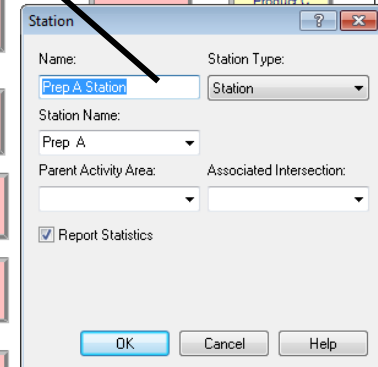 Product C
Station
Name:
Station Type:
Prep A Station
Station
Station Name:
Prep A
Parent Activity Area:
Associated Intersection:
Report Statistics
OK
Cancel
Help